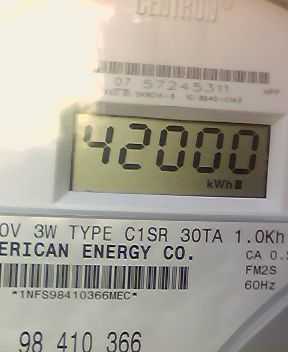 CENTRON®
07 57245311 HPP
42000
kWh
0V 3W TYPE C1SR 30TA 1.0Kh
ERICAN ENERGY CO. CA 0.5
FM2S
*1NFS98410366MEC* 60Hz
98 410 366